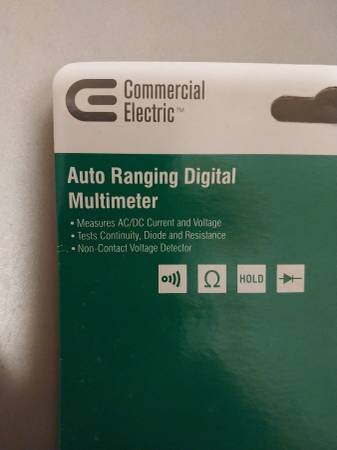 Commercial
Electric™
Auto Ranging Digital
Multimeter
• Measures AC/DC Current and Voltage
• Tests Continuity, Diode and Resistance
• Non-Contact Voltage Detector
Ω HOLD